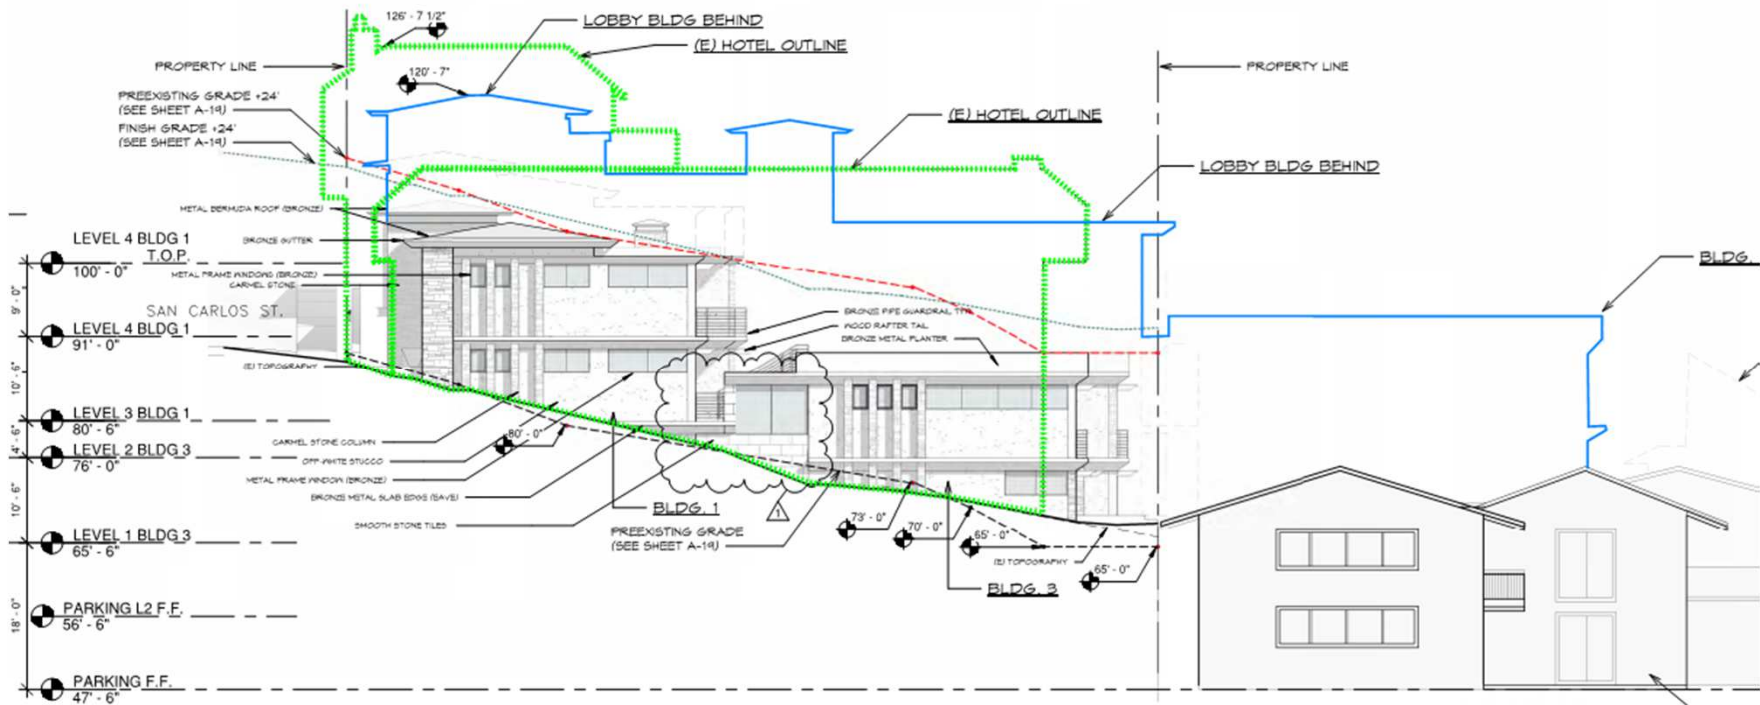 126' - 7 1/2"
LOBBY BLDG BEHIND
(E) HOTEL OUTLINE
PROPERTY LINE
120' - 7"
PROPERTY LINE
PREEXISTING GRADE +24'
(SEE SHEET A-19)
FINISH GRADE +24'
(SEE SHEET A-19)
(E) HOTEL OUTLINE
LOBBY BLDG BEHIND
METAL BERMUDA ROOF (BRONZE)
LEVEL 4 BLDG 1
T.O.P.
100' - 0"
BRONZE GUTTER
BLDG.
METAL FRAME WINDOWS (BRONZE)
CARMEL STONE
9' - 0"
SAN CARLOS ST.
BRONZE PIPE GUARDRAIL TYP.
WOOD RAFTER TAIL
BRONZE METAL PLANTER
LEVEL 4 BLDG 1
91' - 0"
(E) TOPOGRAPHY
10' - 6"
LEVEL 3 BLDG 1
80' - 6"
4' - 6"
80' - 0"
CARMEL STONE COLUMN
LEVEL 2 BLDG 3
76' - 0"
OFF-WHITE STUCCO
METAL FRAME WINDOW (BRONZE)
BRONZE METAL SLAB EDGE (EAVE)
10' - 6"
BLDG. 1
1
SMOOTH STONE TILES
PREEXISTING GRADE
(SEE SHEET A-19)
73' - 0"
70' - 0"
65' - 0"
LEVEL 1 BLDG 3
65' - 6"
(E) TOPOGRAPHY
65' - 0"
BLDG. 3
18' - 0"
PARKING L2 F.F.
56' - 6"
PARKING F.F.
47' - 6"